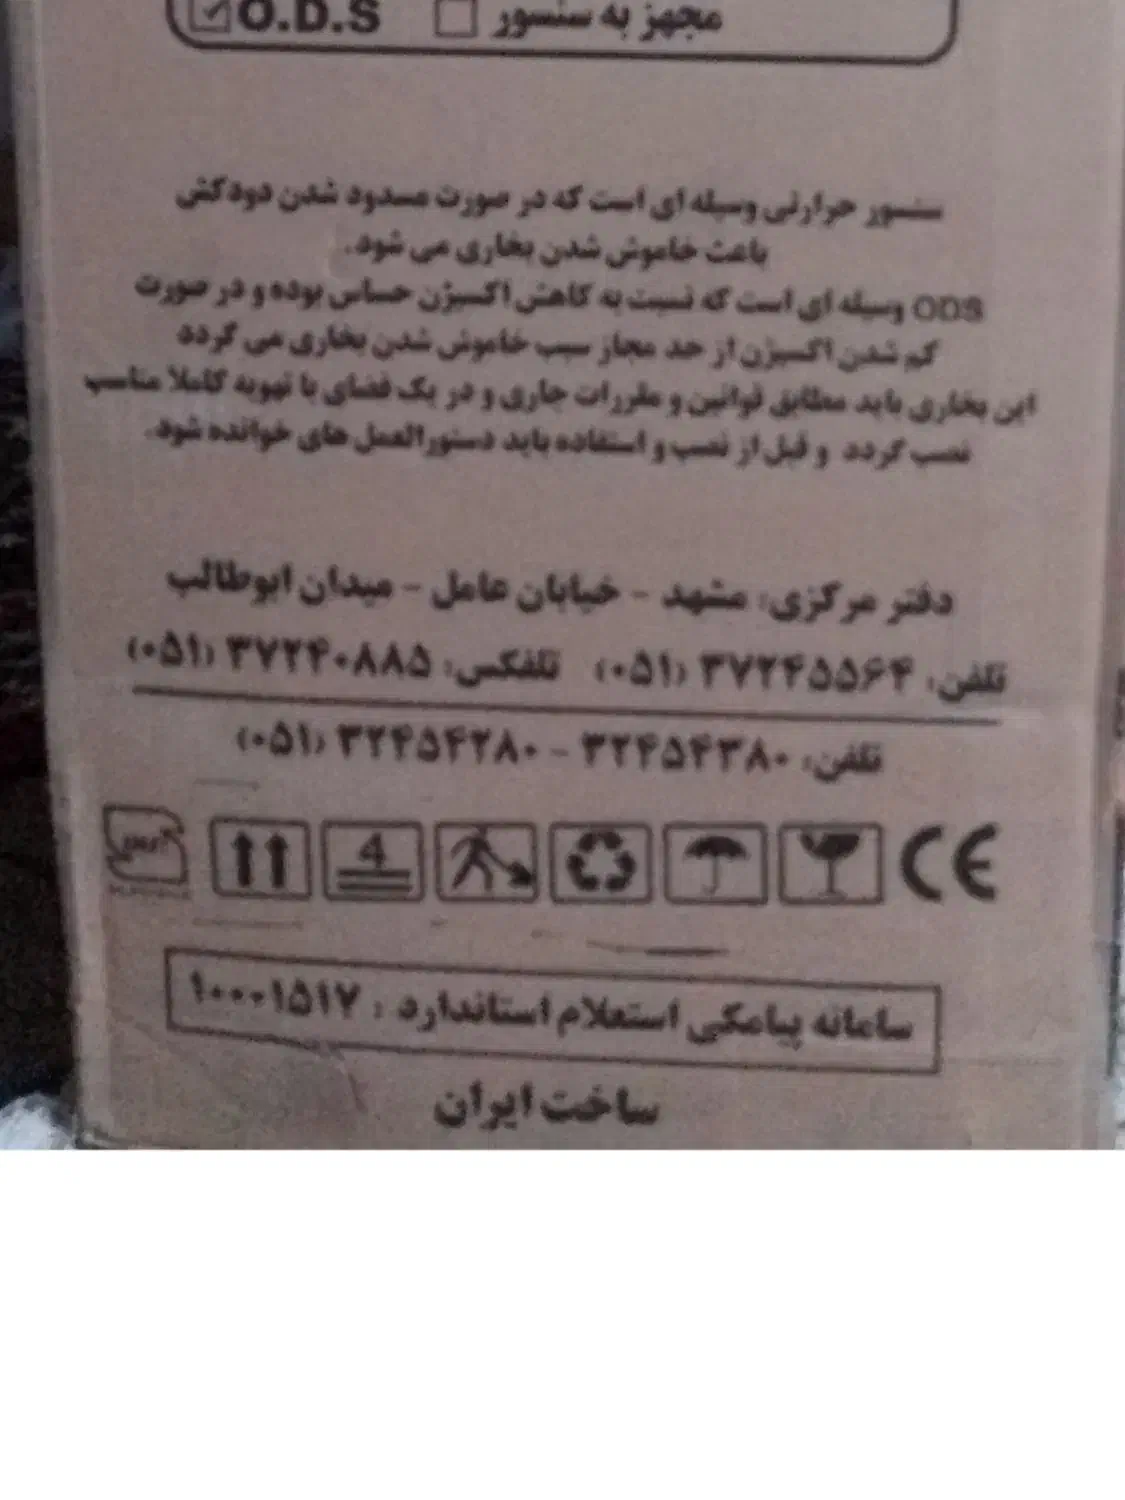 مجهز به سنسور O.D.S
سنسور حرارتی وسیله ای است که در صورت مسدود شدن دودکش
باعث خاموش شدن بخاری می شود.
ODS وسیله ای است که نسبت به کاهش اکسیژن حساس بوده و در صورت
کم شدن اکسیژن از حد مجاز سبب خاموش شدن بخاری می گردد
این بخاری باید مطابق قوانین و مقررات جاری و در یک فضای با تهویه کاملا مناسب
نصب گردد و قبل از نصب و استفاده باید دستورالعمل های خوانده شود.
دفتر مرکزی: مشهد - خیابان عامل - میدان ابوطالب
تلفن: ۳۷۲۴۵۵۶۴ (۰۵۱) تلفکس: ۳۷۲۴۰۸۸۵ (۰۵۱)
تلفن: ۳۲۴۵۴۳۸۰ - ۳۲۴۵۴۲۸۰ (۰۵۱)
CE
4
سامانه پیامکی استعلام استاندارد : ۱۰۰۰۱۵۱۷
ساخت ایران